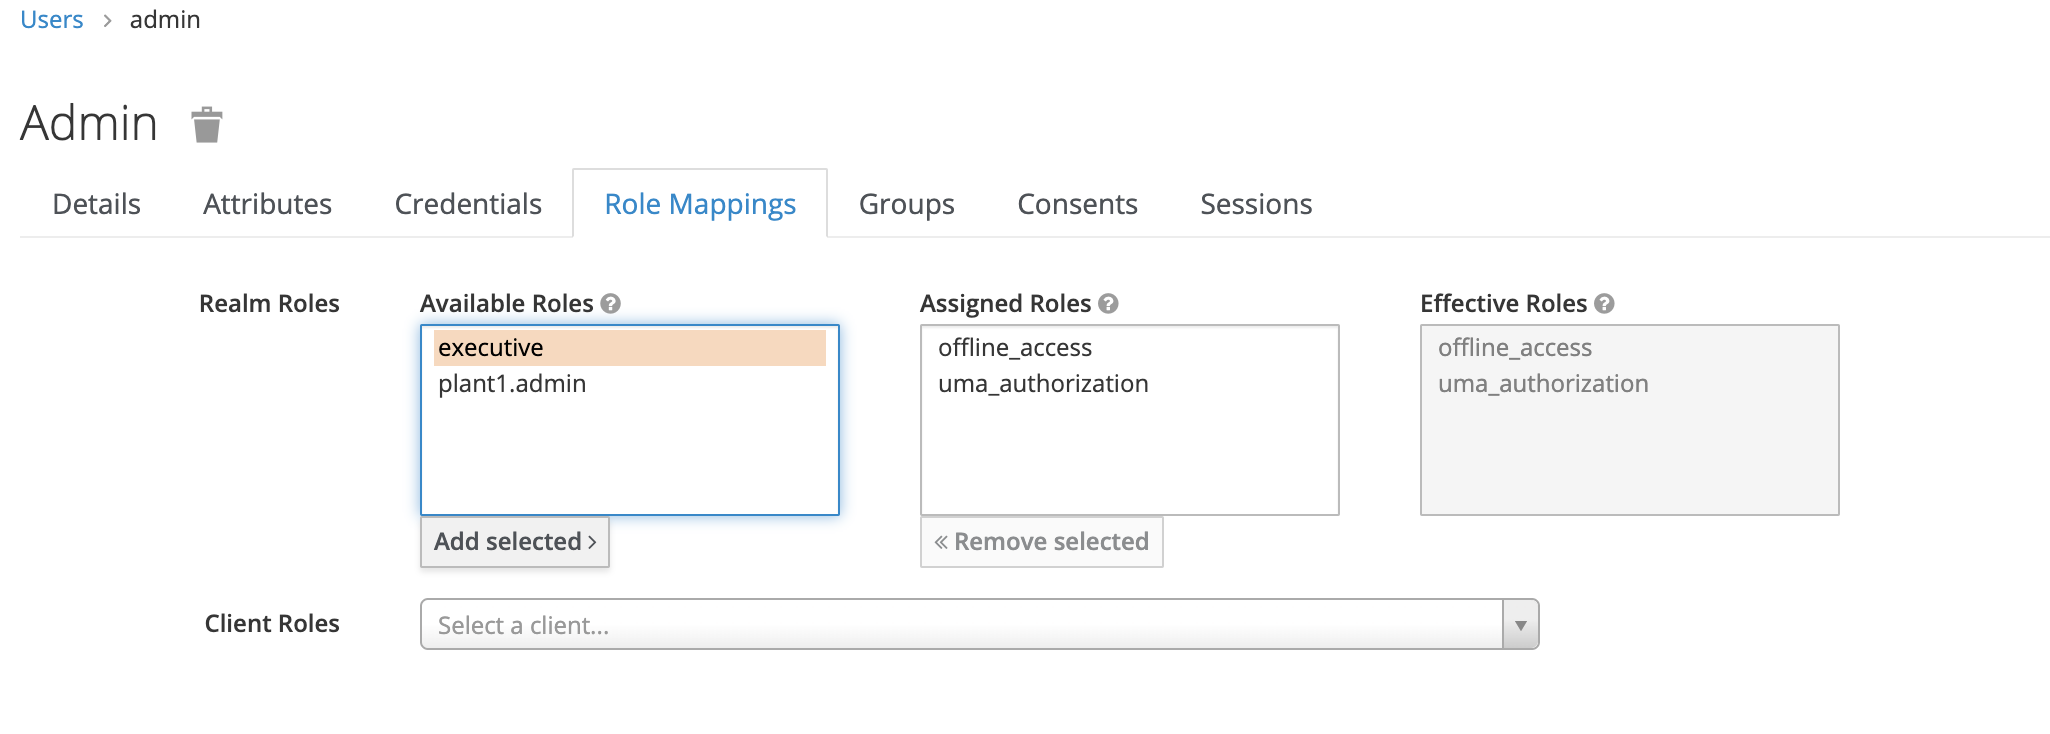 Users > admin
Admin
Details Attributes Credentials Role Mappings Groups Consents Sessions
Realm Roles Available Roles ? Assigned Roles ? Effective Roles ?
executive offline_access offline_access
plant1.admin uma_authorization uma_authorization
Add selected > « Remove selected
Client Roles Select a client...